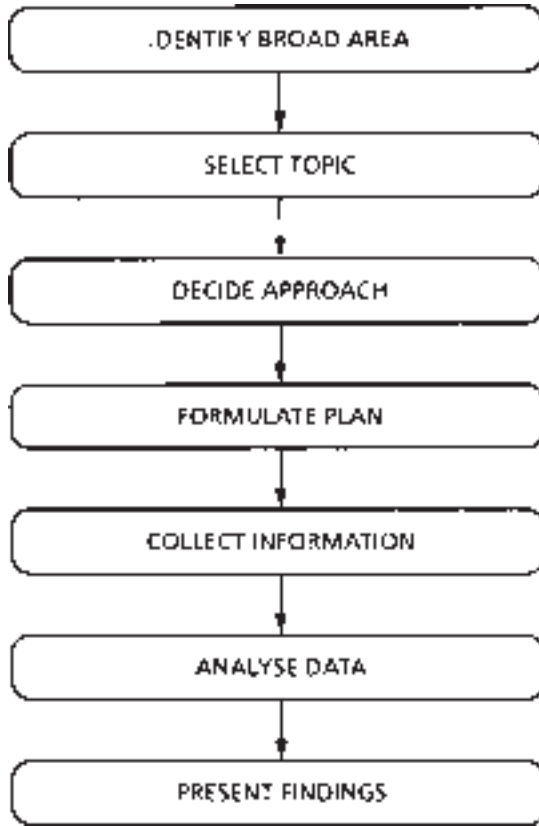 IDENTIFY BROAD AREA
SELECT TOPIC
DECIDE APPROACH
FORMULATE PLAN
COLLECT INFORMATION
ANALYSE DATA
PRESENT FINDINGS